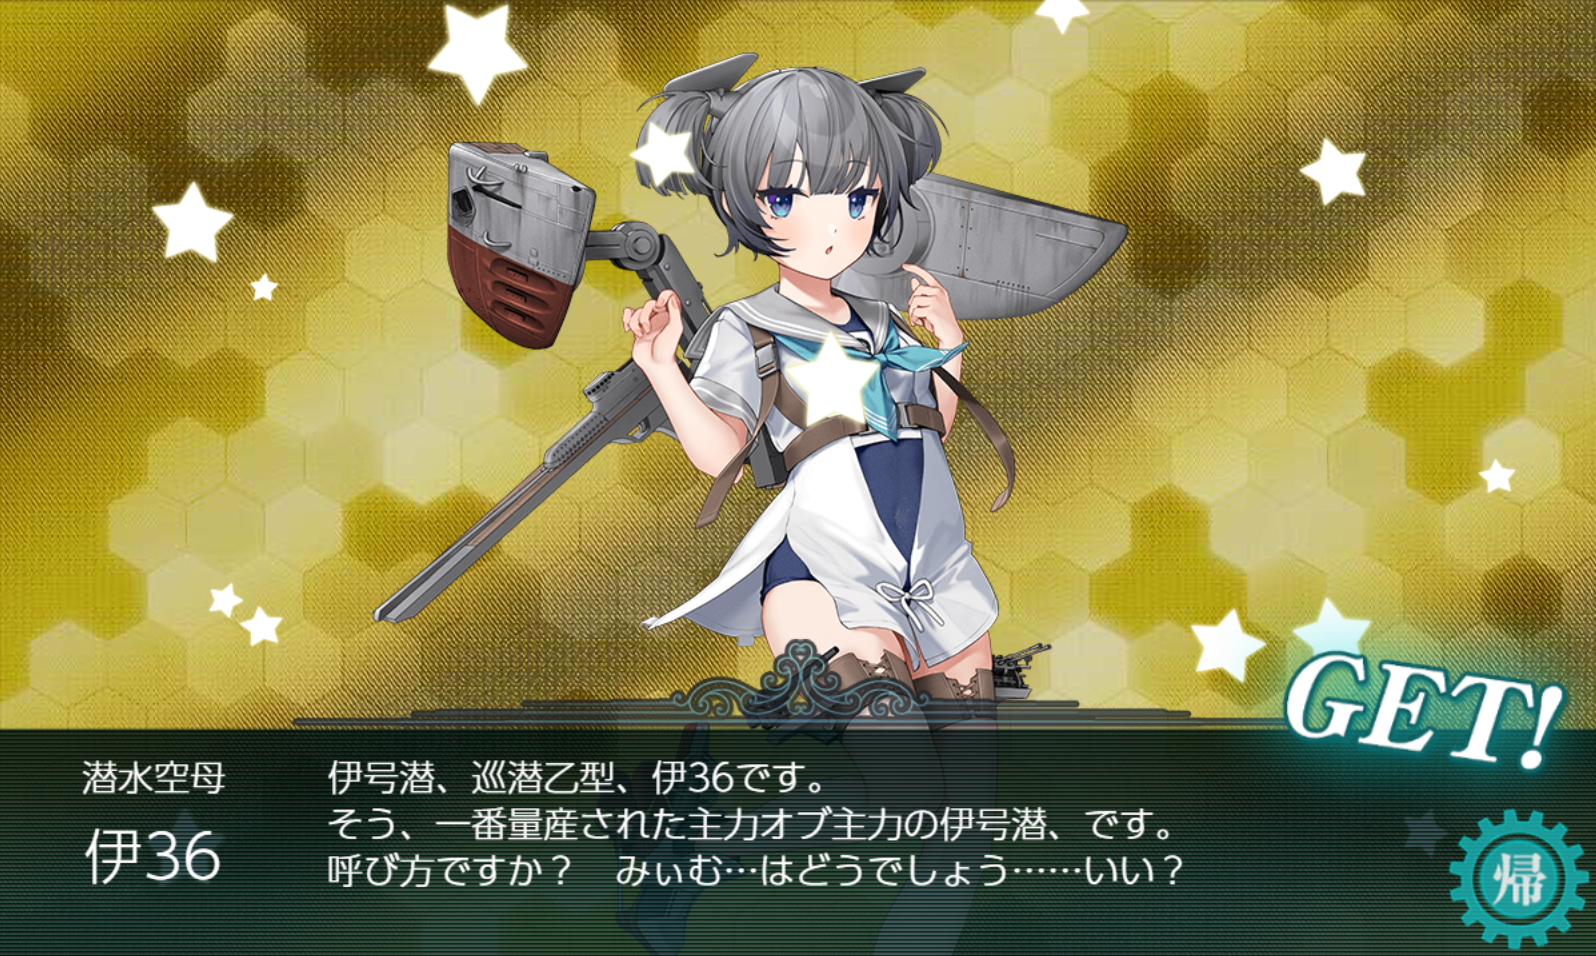 GET!
潜水空母
伊36
伊号潜、巡潜乙型、伊36です。
そう、一番量産された主力オブ主力の伊号潜、です。
呼び方ですか？　みぃむ…はどうでしょう……いい？
帰